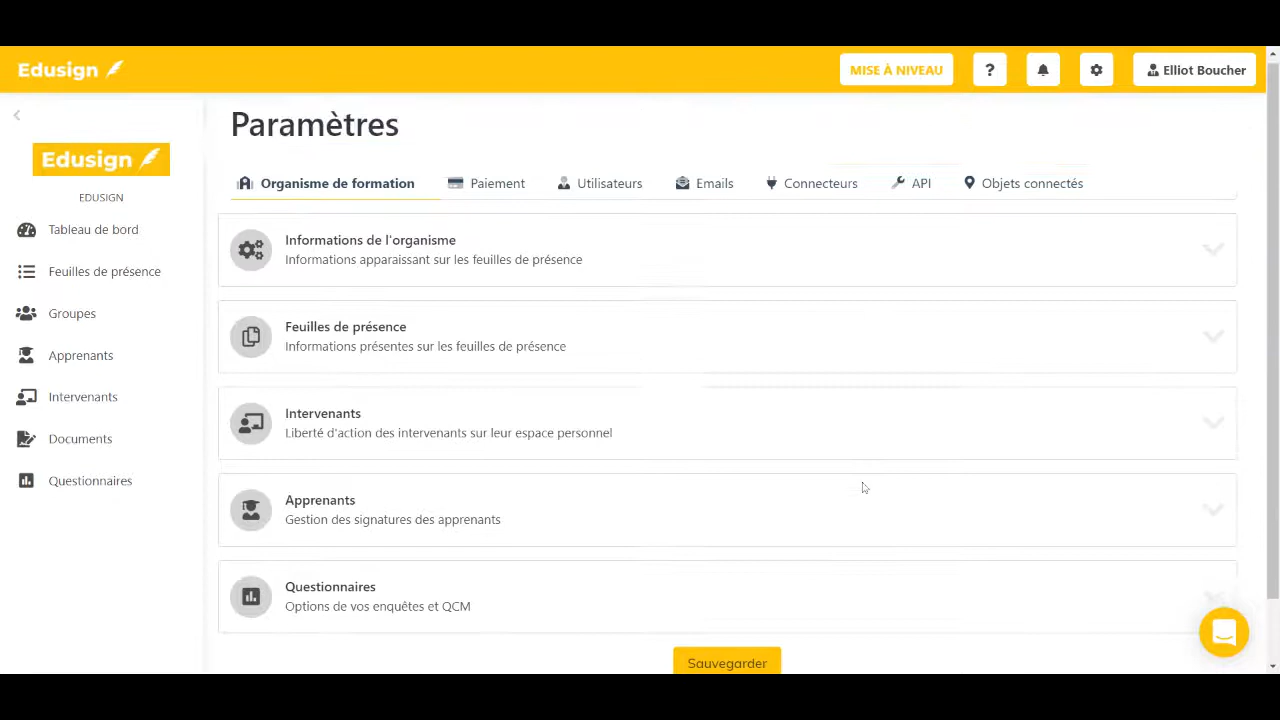 Edusign
MISE À NIVEAU
?
Elliot Boucher
Edusign
EDUSIGN
Tableau de bord
Feuilles de présence
Groupes
Apprenants
Intervenants
Documents
Questionnaires
Paramètres
Organisme de formation
Paiement
Utilisateurs
Emails
Connecteurs
API
Objets connectés
Informations de l'organisme
Informations apparaissant sur les feuilles de présence
Feuilles de présence
Informations présentes sur les feuilles de présence
Intervenants
Liberté d'action des intervenants sur leur espace personnel
Apprenants
Gestion des signatures des apprenants
Questionnaires
Options de vos enquêtes et QCM
Sauvegarder